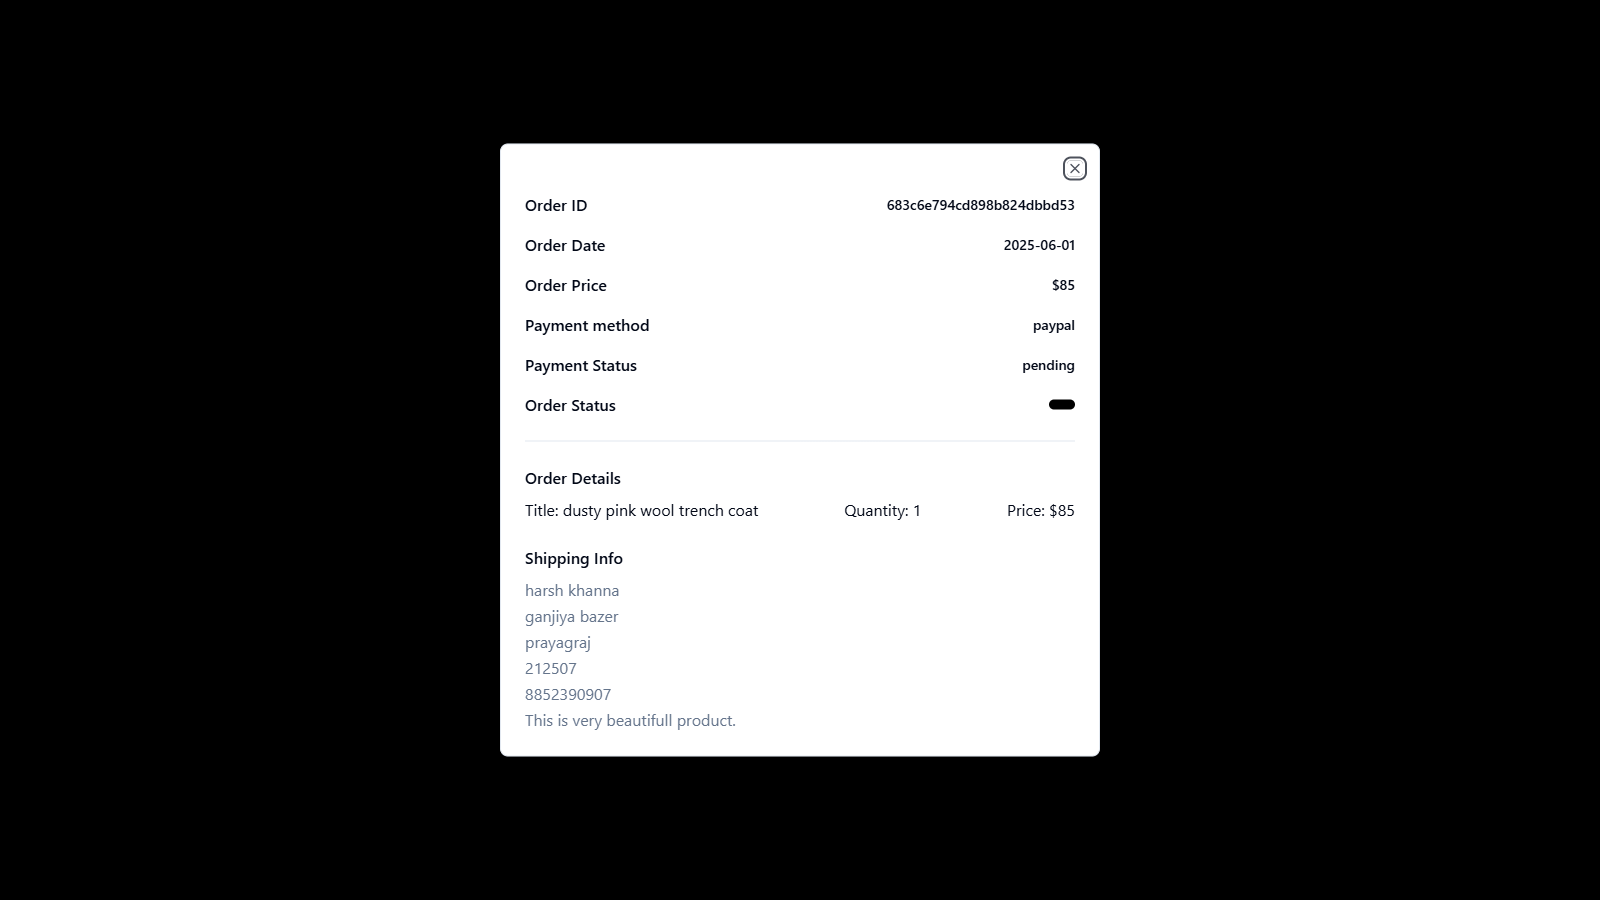 Order ID 683c6e794cd898b824dbbd53
Order Date 2025-06-01
Order Price $85
Payment method paypal
Payment Status pending
Order Status
Order Details
Title: dusty pink wool trench coat Quantity: 1 Price: $85
Shipping Info
harsh khanna
ganjiya bazer
prayagraj
212507
8852390907
This is very beautifull product.